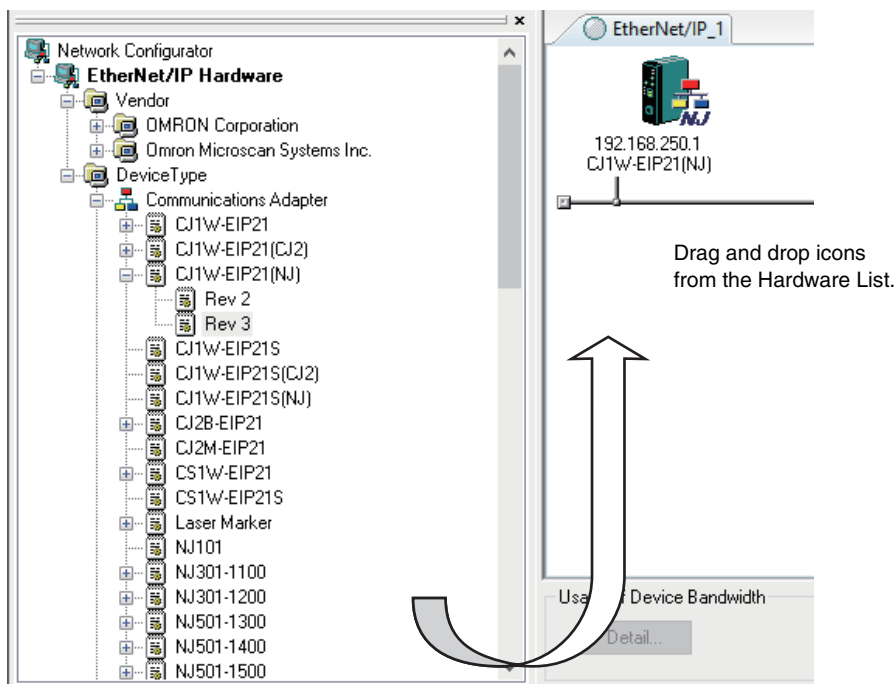 Network Configurator
EtherNet/IP Hardware
Vendor
OMRON Corporation
Omron Microscan Systems Inc.
DeviceType
Communications Adapter
CJ1W-EIP21
CJ1W-EIP21(CJ2)
CJ1W-EIP21(NJ)
Rev 2
Rev 3
CJ1W-EIP21S
CJ1W-EIP21S(CJ2)
CJ1W-EIP21S(NJ)
CJ2B-EIP21
CJ2M-EIP21
CS1W-EIP21
CS1W-EIP21S
Laser Marker
NJ101
NJ301-1100
NJ301-1200
NJ501-1300
NJ501-1400
NJ501-1500
EtherNet/IP_1
NJ
192.168.250.1
CJ1W-EIP21(NJ)
Drag and drop icons
from the Hardware List.
Device Bandwidth
Detail...